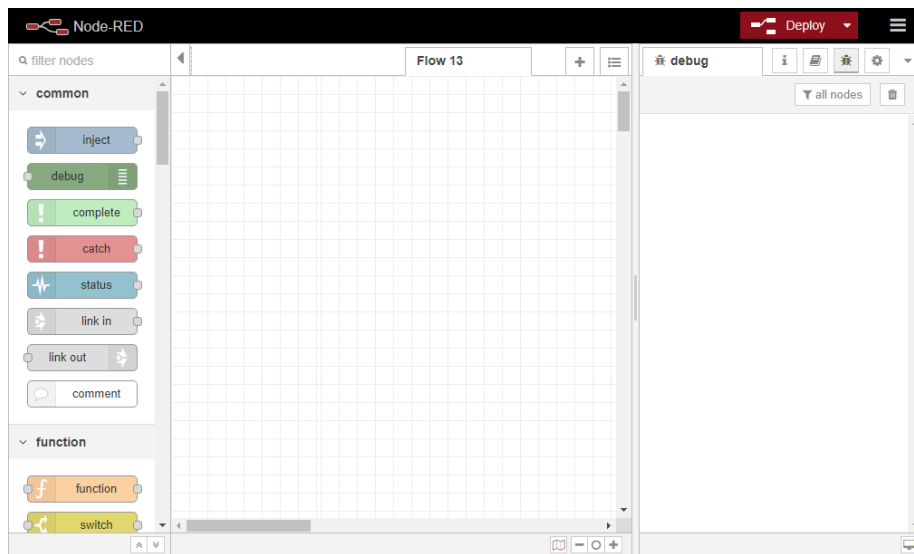 Node-RED
Deploy
filter nodes
Flow 13
debug
i
all nodes
common
inject
debug
complete
catch
status
link in
link out
comment
function
function
switch